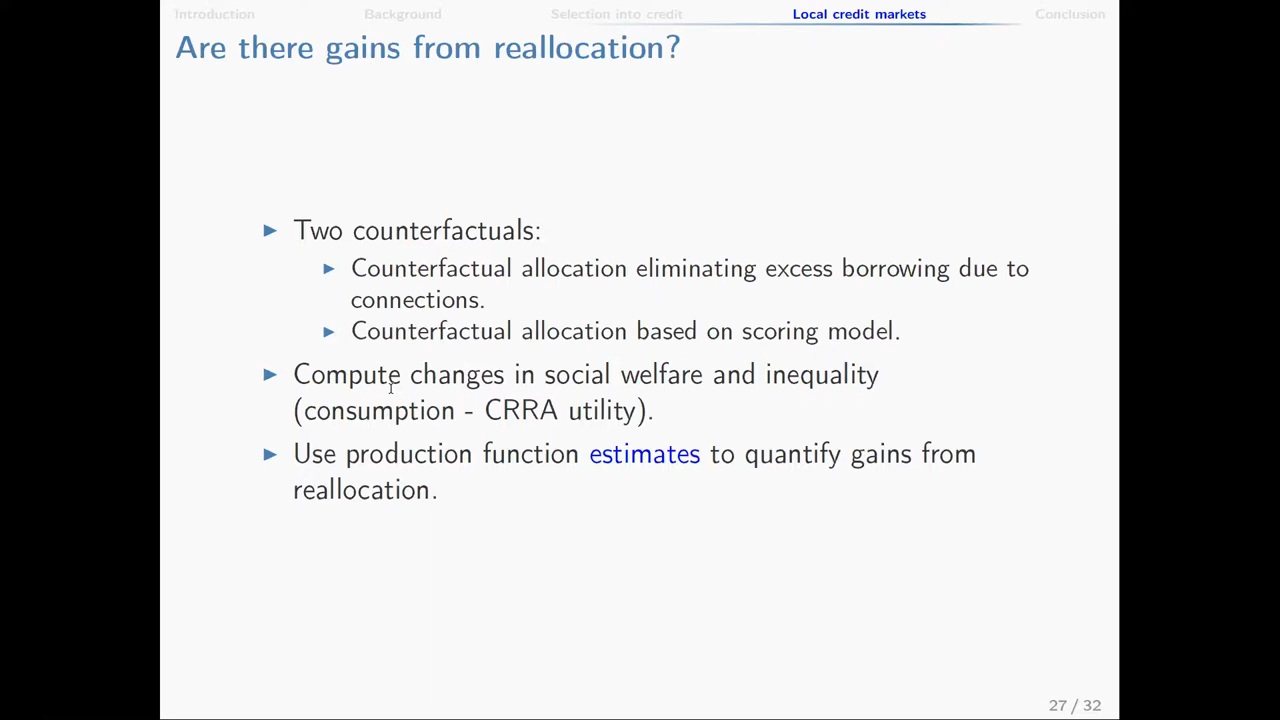 Introduction Background Selection into credit Local credit markets Conclusion
Are there gains from reallocation?
Two counterfactuals:
Counterfactual allocation eliminating excess borrowing due to
connections.
Counterfactual allocation based on scoring model.
Compute changes in social welfare and inequality
(consumption - CRRA utility).
Use production function estimates to quantify gains from
reallocation.
27 / 32